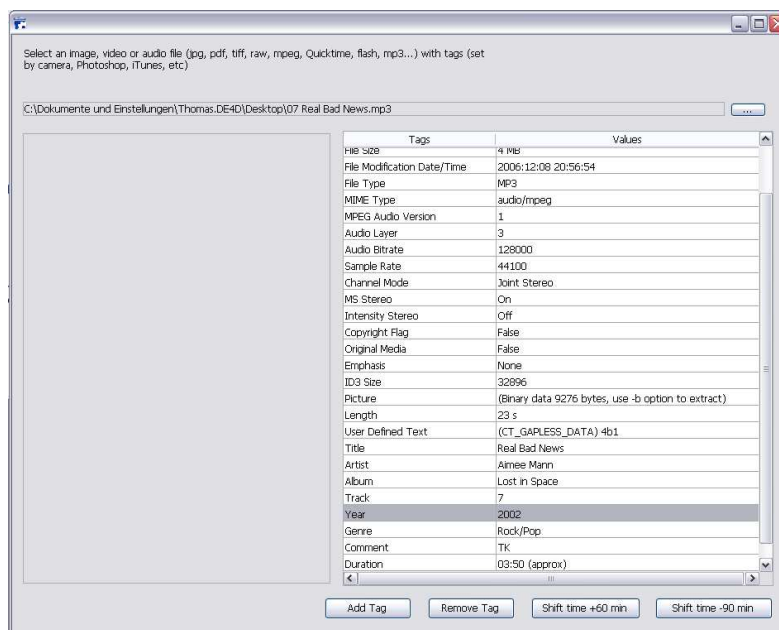 Select an image, video or audio file (jpg, pdf, tiff, raw, mpeg, Quicktime, flash, mp3...) with tags (set
by camera, Photoshop, iTunes, etc)
C:\Dokumente und Einstellungen\Thomas.DE4D\Desktop\07 Real Bad News.mp3 ...
Tags Values
File Size 4 MB
File Modification Date/Time 2006:12:08 20:56:54
File Type MP3
MIME Type audio/mpeg
MPEG Audio Version 1
Audio Layer 3
Audio Bitrate 128000
Sample Rate 44100
Channel Mode Joint Stereo
MS Stereo On
Intensity Stereo Off
Copyright Flag False
Original Media False
Emphasis None
ID3 Size 32896
Picture (Binary data 9276 bytes, use -b option to extract)
Length 23 s
User Defined Text (CT_GAPLESS_DATA) 4b1
Title Real Bad News
Artist Aimee Mann
Album Lost in Space
Track 7
Year 2002
Genre Rock/Pop
Comment TK
Duration 03:50 (approx)
Add Tag Remove Tag Shift time +60 min Shift time -90 min